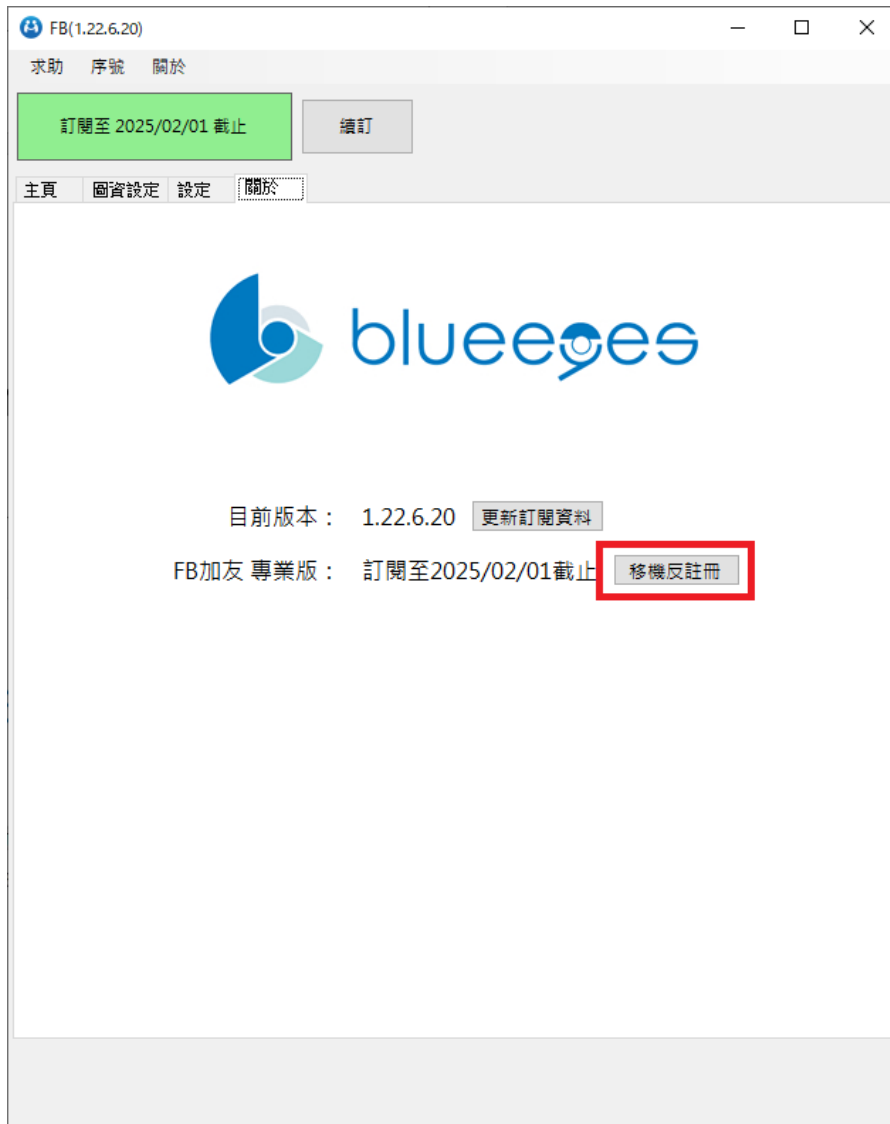 FB(1.22.6.20)
求助 序號 關於
訂閱至 2025/02/01 截止 續訂
主頁 圖資設定 設定 關於
blueeyes
目前版本： 1.22.6.20 更新訂閱資料
FB加友 專業版： 訂閱至2025/02/01截止 移機反註冊